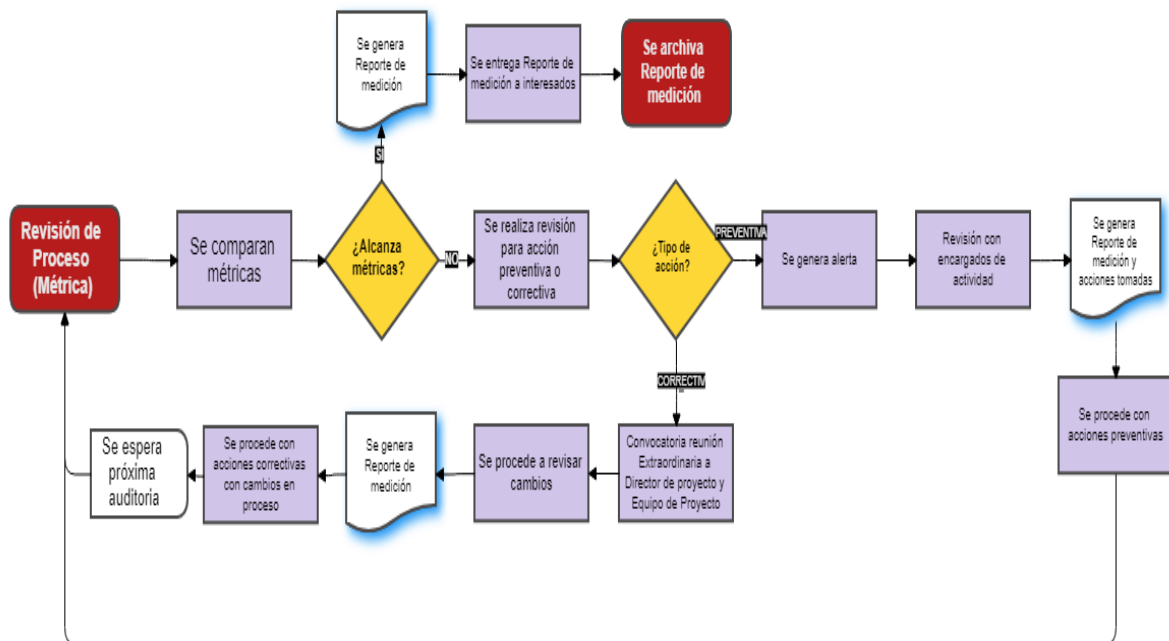 Se genera
Reporte de
medición
Se entrega Reporte de
medición a interesados
Se archiva
Reporte de
medición
SI
Revisión de
Proceso
(Métrica)
Se comparan
métricas
¿Alcanza
métricas?
NO
Se realiza revisión
para acción
preventiva o
correctiva
¿Tipo de
acción?
PREVENTIVA
Se genera alerta
Revisión con
encargados de
actividad
Se genera
Reporte de
medición y
acciones tomadas
CORRECTIV
Se procede con
acciones preventivas
Convocatoria reunión
Extraordinaria a
Director de proyecto y
Equipo de Proyecto
Se procede a revisar
cambios
Se genera
Reporte de
medición
Se procede con
acciones correctivas
con cambios en
proceso
Se espera
próxima
auditoria